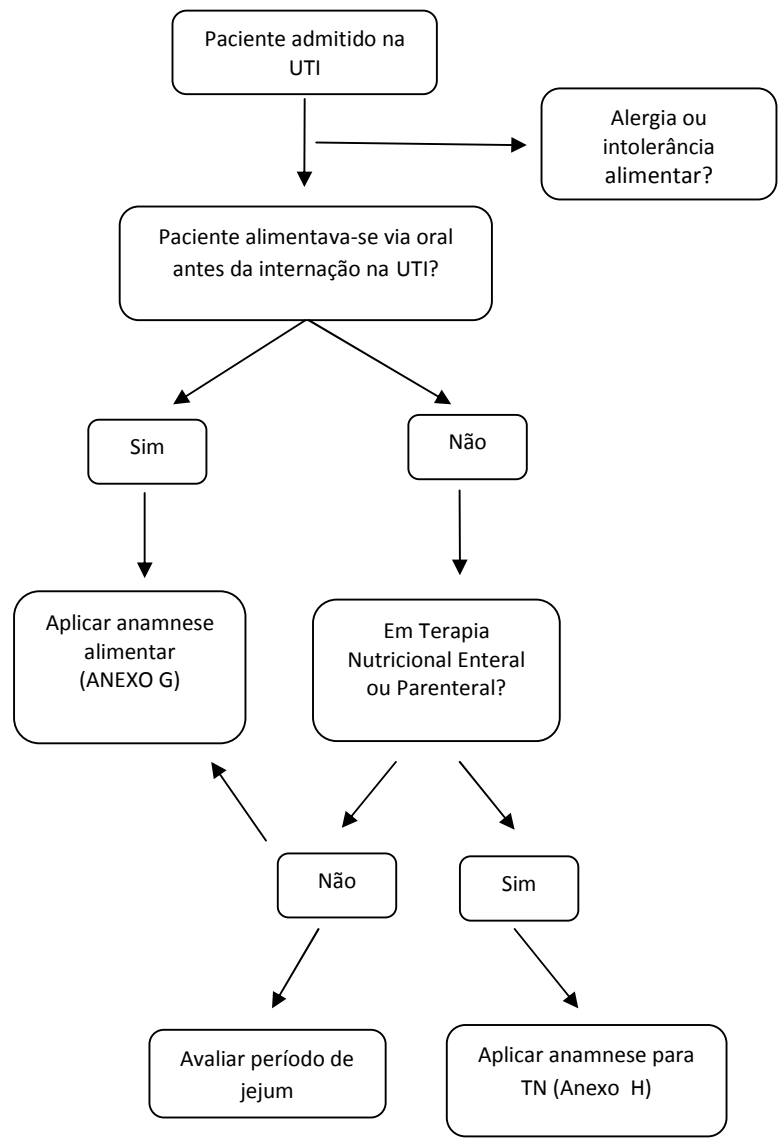 Paciente admitido na
UTI
Alergia ou
intolerância
alimentar?
Paciente alimentava-se via oral
antes da internação na UTI?
Sim
Não
Aplicar anamnese
alimentar
(ANEXO G)
Em Terapia
Nutricional Enteral
ou Parenteral?
Não
Sim
Avaliar período de
jejum
Aplicar anamnese para
TN (Anexo H)